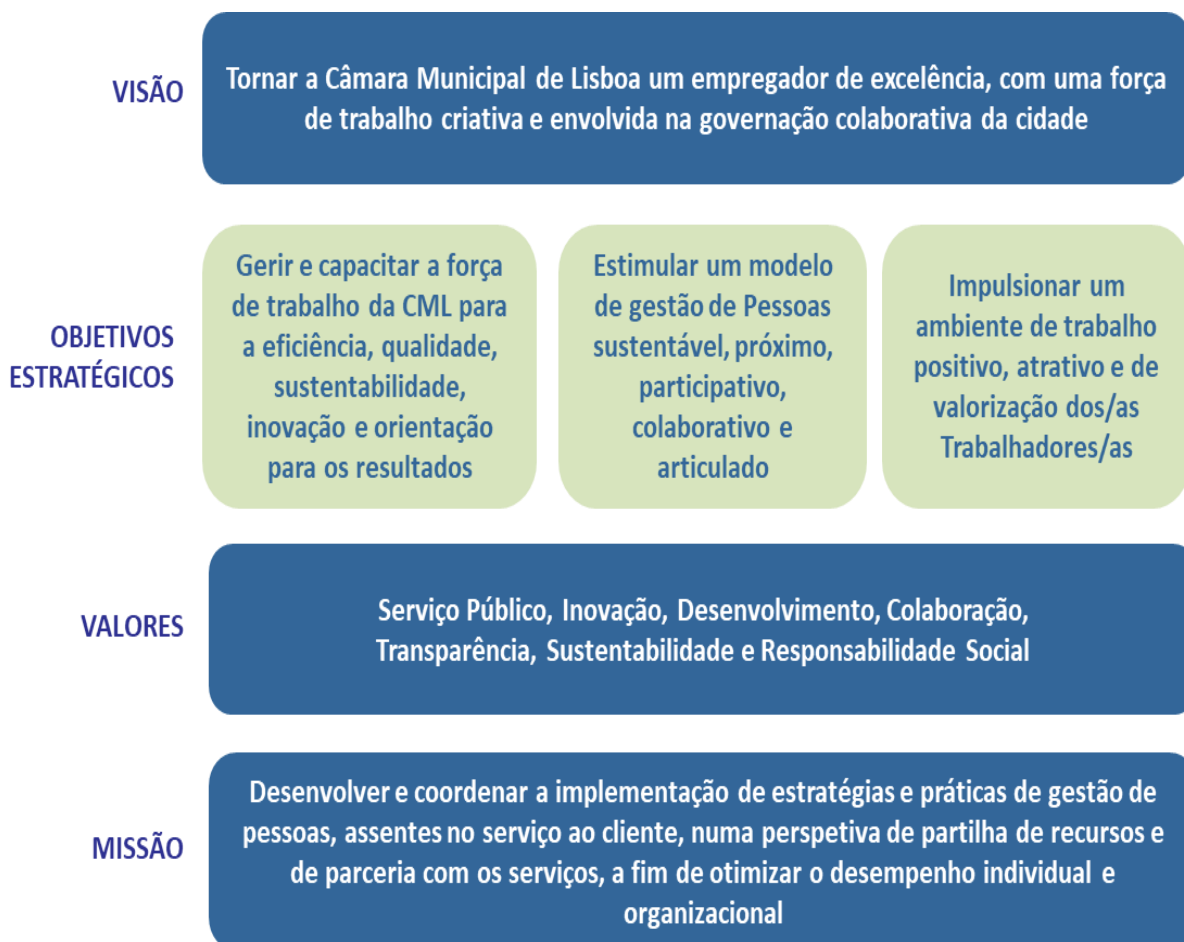 VISÃO
Tornar a Câmara Municipal de Lisboa um empregador de excelência, com uma força
de trabalho criativa e envolvida na governação colaborativa da cidade
OBJETIVOS
ESTRATÉGICOS
Gerir e capacitar a força
de trabalho da CML para
a eficiência, qualidade,
sustentabilidade,
inovação e orientação
para os resultados
Estimular um modelo
de gestão de Pessoas
sustentável, próximo,
participativo,
colaborativo e
articulado
Impulsionar um
ambiente de trabalho
positivo, atrativo e de
valorização dos/as
Trabalhadores/as
VALORES
Serviço Público, Inovação, Desenvolvimento, Colaboração,
Transparência, Sustentabilidade e Responsabilidade Social
MISSÃO
Desenvolver e coordenar a implementação de estratégias e práticas de gestão de
pessoas, assentes no serviço ao cliente, numa perspetiva de partilha de recursos e
de parceria com os serviços, a fim de otimizar o desempenho individual e
organizacional